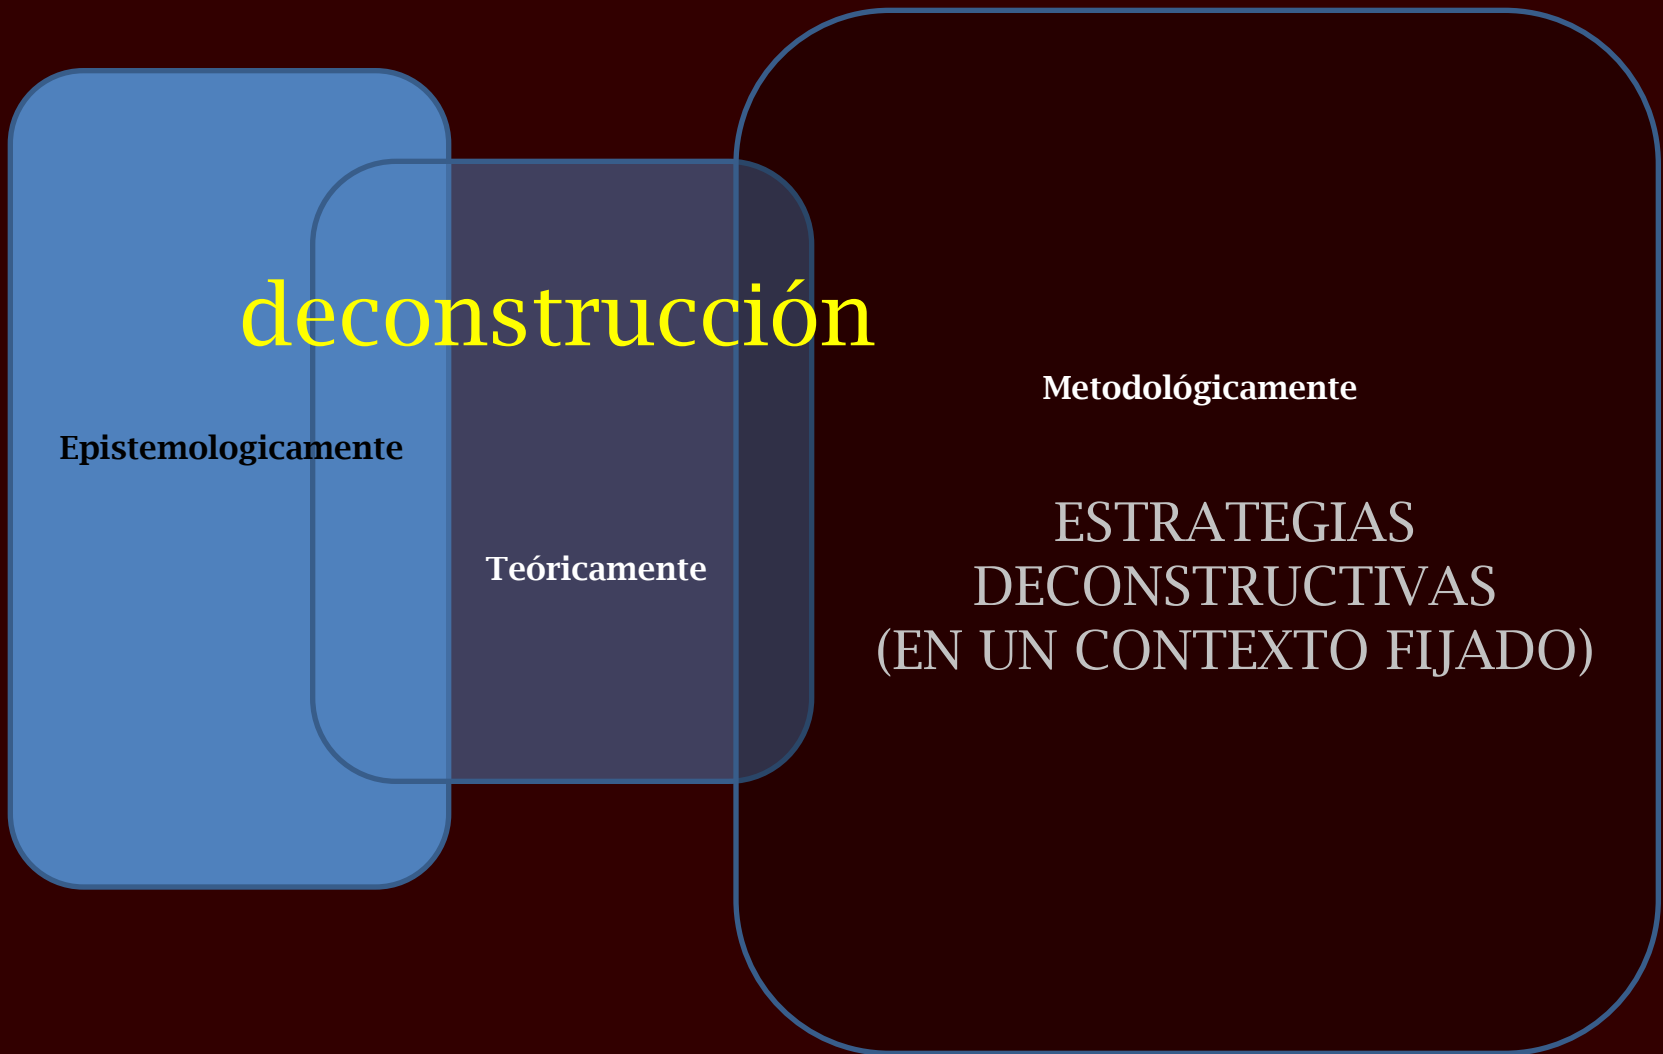 deconstrucción
Metodológicamente
Epistemologicamente
ESTRATEGIAS
DECONSTRUCTIVAS
(EN UN CONTEXTO FIJADO)
Teóricamente